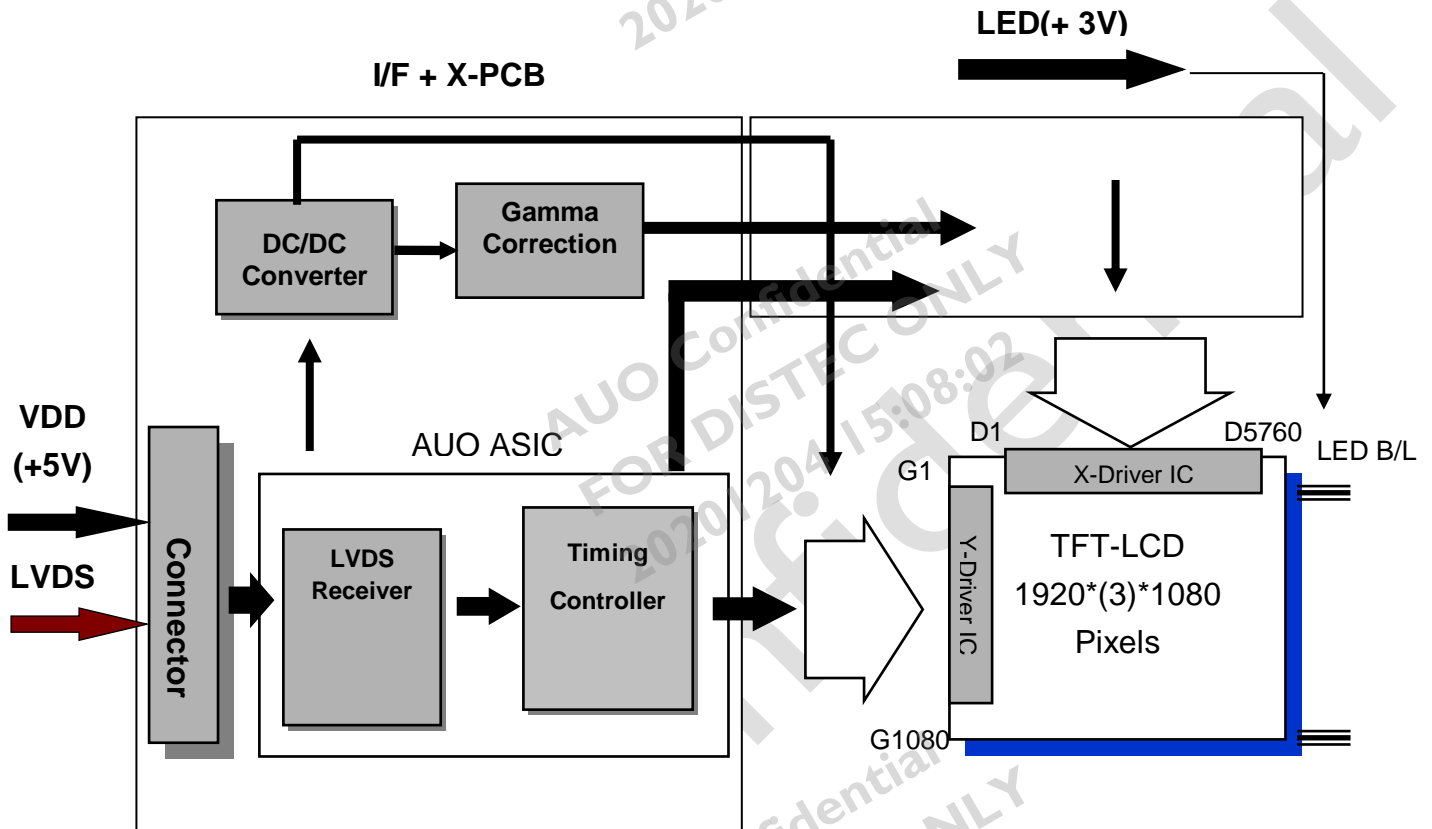 2020
LED(+ 3V)
I/F + X-PCB
Gamma
Correction
DC/DC
Converter
AUO Confidential
FOR DISTEC ONLY
20201204 15:08:02
VDD
(+5V)
LVDS
AUO ASIC
Connector
LVDS
Receiver
Timing
Controller
D1
D5760
LED B/L
G1
X-Driver IC
Y-Driver IC
TFT-LCD
1920*(3)*1080
Pixels
G1080